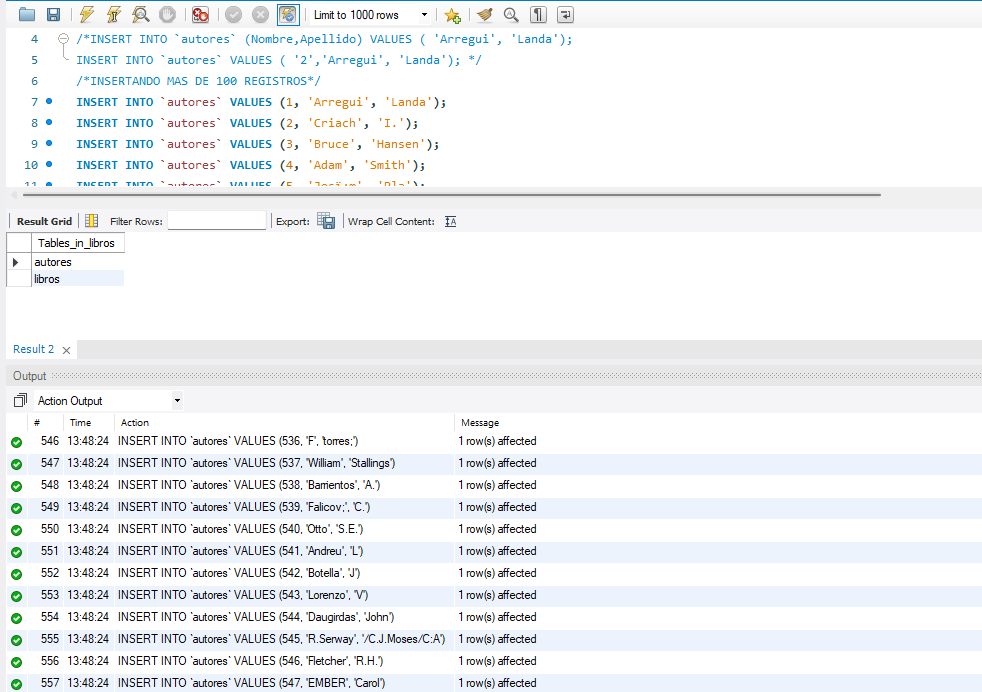 Limit to 1000 rows
4 /*INSERT INTO `autores` (Nombre,Apellido) VALUES ( 'Arregui', 'Landa');
5 INSERT INTO `autores` VALUES ( '2','Arregui', 'Landa'); */
6 /*INSERTANDO MAS DE 100 REGISTROS*/
7 INSERT INTO `autores` VALUES (1, 'Arregui', 'Landa');
8 INSERT INTO `autores` VALUES (2, 'Criach', 'I.');
9 INSERT INTO `autores` VALUES (3, 'Bruce', 'Hansen');
10 INSERT INTO `autores` VALUES (4, 'Adam', 'Smith');
11 INSERT INTO `autores` VALUES (5,
Result Grid Filter Rows: Export: Wrap Cell Content:
Tables_in_libros
autores
libros
Result 2
Output
Action Output
# Time Action Message
546 13:48:24 INSERT INTO `autores` VALUES (536, 'F', 'torres;') 1 row(s) affected
547 13:48:24 INSERT INTO `autores` VALUES (537, 'William', 'Stallings') 1 row(s) affected
548 13:48:24 INSERT INTO `autores` VALUES (538, 'Barrientos', 'A.') 1 row(s) affected
549 13:48:24 INSERT INTO `autores` VALUES (539, 'Falicov;', 'C.') 1 row(s) affected
550 13:48:24 INSERT INTO `autores` VALUES (540, 'Otto', 'S.E.') 1 row(s) affected
551 13:48:24 INSERT INTO `autores` VALUES (541, 'Andreu', 'L') 1 row(s) affected
552 13:48:24 INSERT INTO `autores` VALUES (542, 'Botella', 'J') 1 row(s) affected
553 13:48:24 INSERT INTO `autores` VALUES (543, 'Lorenzo', 'V') 1 row(s) affected
554 13:48:24 INSERT INTO `autores` VALUES (544, 'Daugirdas', 'John') 1 row(s) affected
555 13:48:24 INSERT INTO `autores` VALUES (545, 'R.Serway', '/C.J.Moses/C:A') 1 row(s) affected
556 13:48:24 INSERT INTO `autores` VALUES (546, 'Fletcher', 'R.H.') 1 row(s) affected
557 13:48:24 INSERT INTO `autores` VALUES (547, 'EMBER', 'Carol') 1 row(s) affected